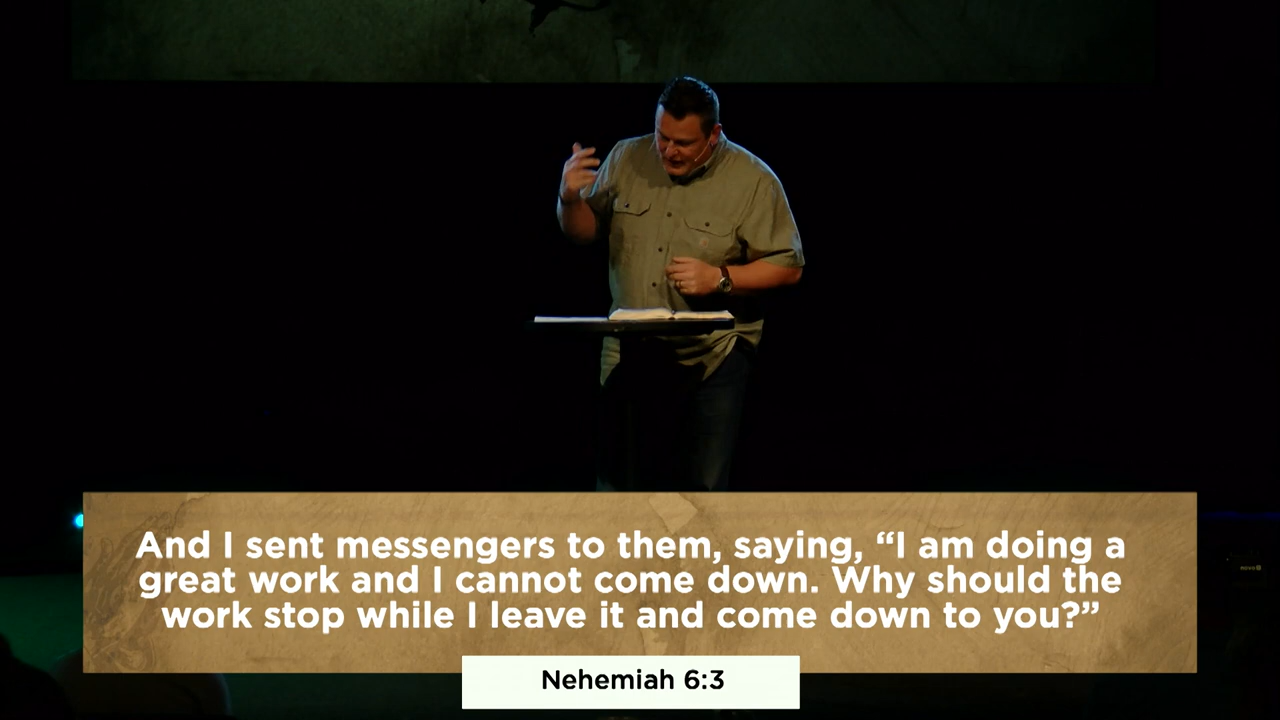 And I sent messengers to them, saying, “I am doing a
great work and I cannot come down. Why should the
work stop while I leave it and come down to you?”
Nehemiah 6:3